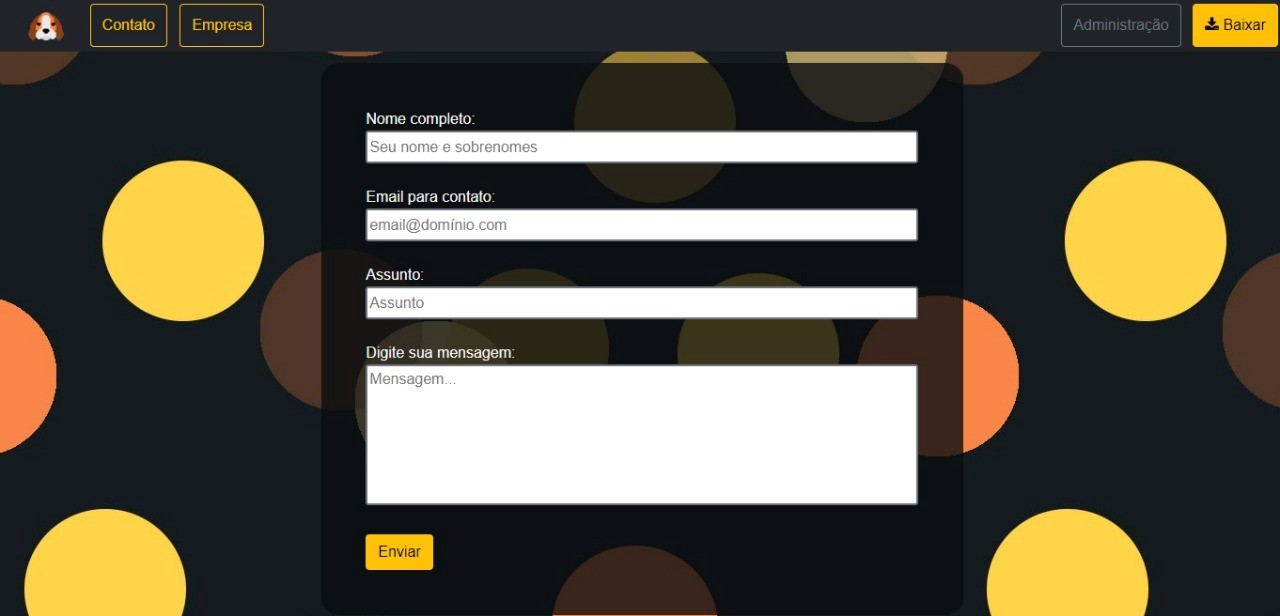 Contato Empresa Administração Baixar
Nome completo:
Seu nome e sobrenomes
Email para contato:
email@domínio.com
Assunto:
Assunto
Digite sua mensagem:
Mensagem...
Enviar